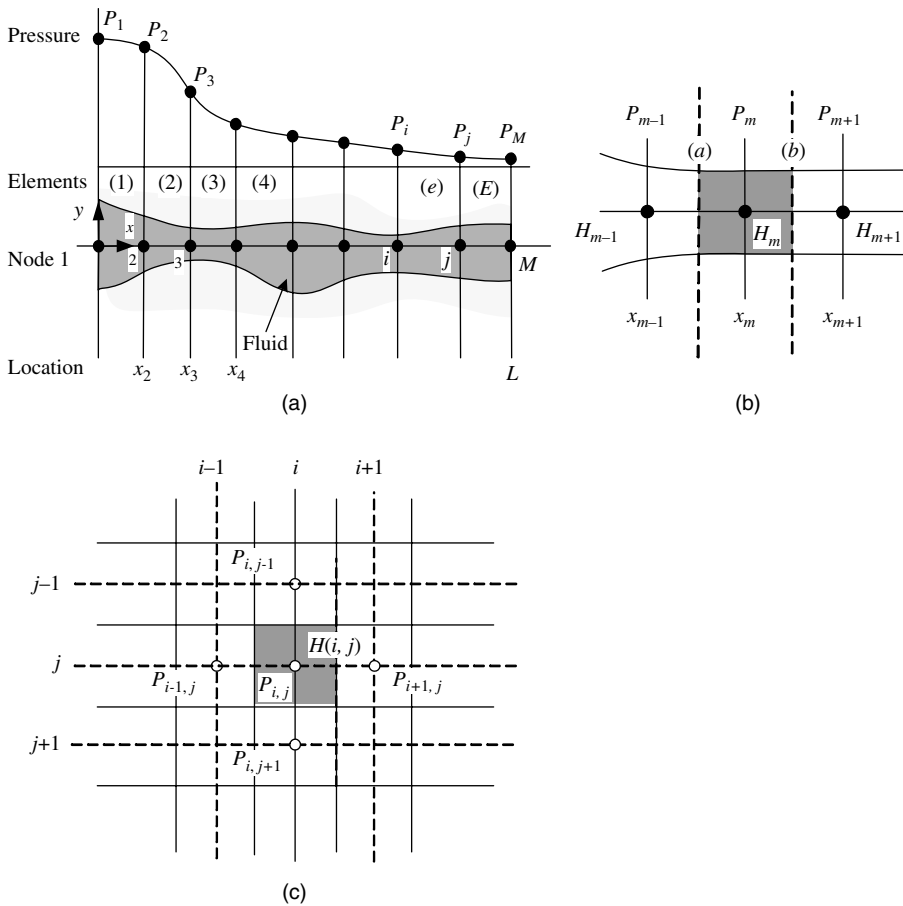 Pressure
P1 P2 P3 Pi Pj PM
Elements (1) (2) (3) (4) (e) (E)
y
x
Node 1 2 3 i j M
Fluid
Location x2 x3 x4 L
(a)
Pm–1 Pm Pm+1
(a) (b)
Hm–1 Hm Hm+1
xm–1 xm xm+1
(b)
i–1 i i+1
Pi, j-1
j–1
H(i, j)
j
Pi-1, j Pi, j Pi+1, j
j+1
Pi, j+1
(c)